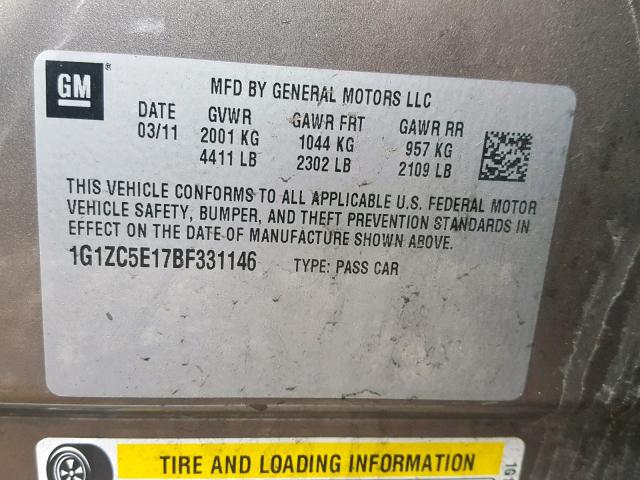 GM
MFD BY GENERAL MOTORS LLC
DATE GVWR GAWR FRT GAWR RR
03/11 2001 KG 1044 KG 957 KG
4411 LB 2302 LB 2109 LB
THIS VEHICLE CONFORMS TO ALL APPLICABLE U.S. FEDERAL MOTOR
VEHICLE SAFETY, BUMPER, AND THEFT PREVENTION STANDARDS IN
EFFECT ON THE DATE OF MANUFACTURE SHOWN ABOVE.
1G1ZC5E17BF331146 TYPE: PASS CAR
TIRE AND LOADING INFORMATION